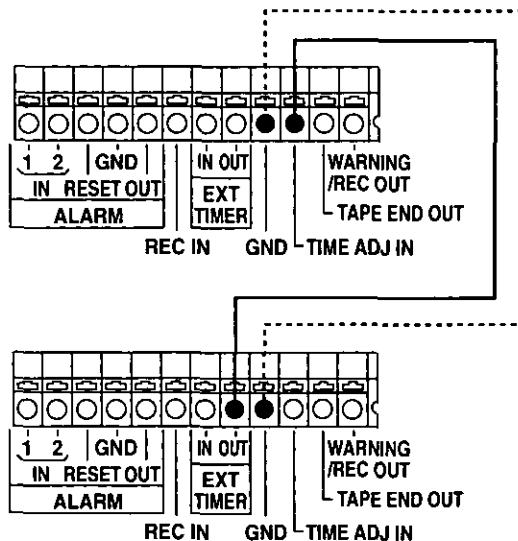 1 2 GND IN OUT WARNING
IN RESET OUT EXT /REC OUT
ALARM TIMER TAPE END OUT
REC IN GND TIME ADJ IN
1 2 GND IN OUT WARNING
IN RESET OUT EXT /REC OUT
ALARM TIMER TAPE END OUT
REC IN GND TIME ADJ IN